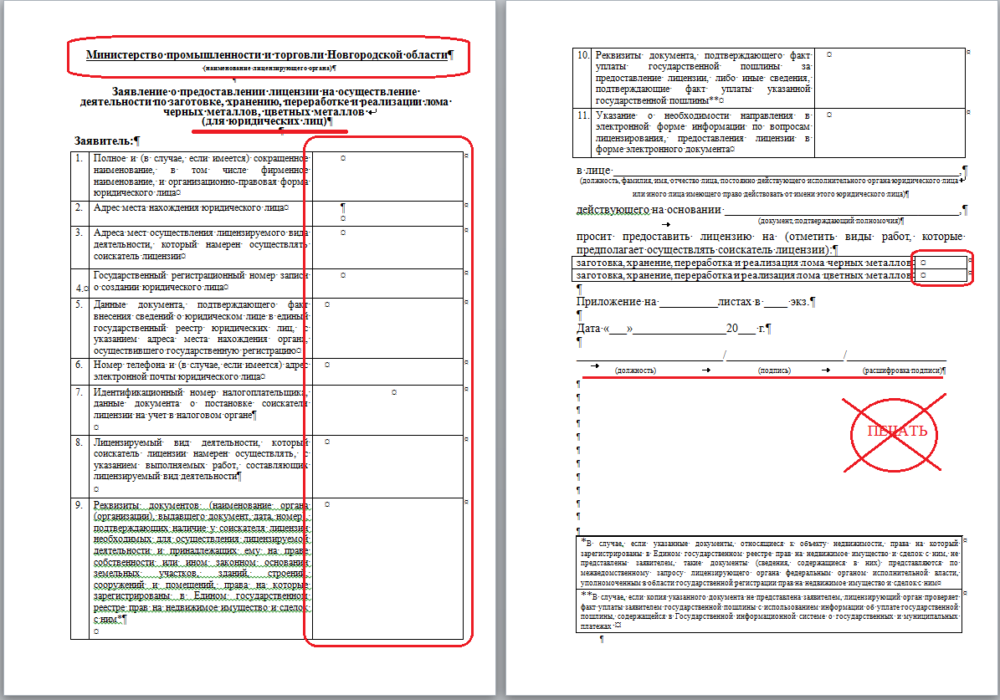 Министерство промышленности и торговли Новгородской области
(наименование лицензирующего органа)
Заявление о предоставлении лицензии на осуществление
деятельности по заготовке, хранению, переработке и реализации лома
черных металлов, цветных металлов
(для юридических лиц)
Заявитель:
1. Полное и (в случае, если имеется) сокращенное
наименование, в том числе фирменное
наименование, и организационно-правовая форма
юридического лица
2. Адрес места нахождения юридического лица
3. Адреса мест осуществления лицензируемого вида
деятельности, который намерен осуществлять
соискатель лицензии
Государственный регистрационный номер записи
4. о создании юридического лица
5. Данные документа, подтверждающего факт
внесения сведений о юридическом лице в единый
государственный реестр юридических лиц, с
указанием адреса места нахождения органа,
осуществившего государственную регистрацию
6. Номер телефона и (в случае, если имеется) адрес
электронной почты юридического лица
7. Идентификационный номер налогоплательщика,
данные документа о постановке соискателя
лицензии на учет в налоговом органе
8. Лицензируемый вид деятельности, который
соискатель лицензии намерен осуществлять, с
указанием выполняемых работ, составляющих
лицензируемый вид деятельности
9. Реквизиты документов (наименование органа
(организации), выдавшего документ, дата, номер),
подтверждающих наличие у соискателя лицензии
необходимых для осуществления лицензируемой
деятельности и принадлежащих ему на праве
собственности или ином законном основании
земельных участков, зданий, строений,
сооружений и помещений, права на которые
зарегистрированы в Едином государственном
реестре прав на недвижимое имущество и сделок
с ним*
10. Реквизиты документа, подтверждающего факт
уплаты государственной пошлины за
предоставление лицензии, либо иные сведения,
подтверждающие факт уплаты указанной
государственной пошлины**
11. Указание о необходимости направления в
электронной форме информации по вопросам
лицензирования, предоставления лицензии в
форме электронного документа
в лице ______________________________,
(должность, фамилия, имя, отчество лица, постоянно действующего исполнительного органа юридического лица
или иного лица имеющего право действовать от имени этого юридического лица)
действующего на основании ____________________,
(документ, подтверждающий полномочия)
просит предоставить лицензию на (отметить виды работ, которые
предполагает осуществлять соискатель лицензии):
заготовка, хранение, переработка и реализация лома черных металлов
заготовка, хранение, переработка и реализация лома цветных металлов
Приложение на __________листах в ____ экз.
Дата «___»________________20___ г.
_________________________/____________________/_________________
(должность) (подпись) (расшифровка подписи)
ПЕЧАТЬ
*В случае, если указанные документы, относящиеся к объекту недвижимости, права на который
зарегистрированы в Едином государственном реестре прав на недвижимое имущество и сделок с ним, не
представлены заявителем, такие документы (сведения, содержащиеся в них) представляются по
межведомственному запросу лицензирующего органа федеральным органом исполнительной власти,
уполномоченным в области государственной регистрации прав на недвижимое имущество и сделок с ним
**В случае, если копия указанного документа не представлена заявителем, лицензирующий орган проверяет
факт уплаты заявителем государственной пошлины с использованием информации об уплате государственной
пошлины, содержащейся в Государственной информационной системе о государственных и муниципальных
платежах